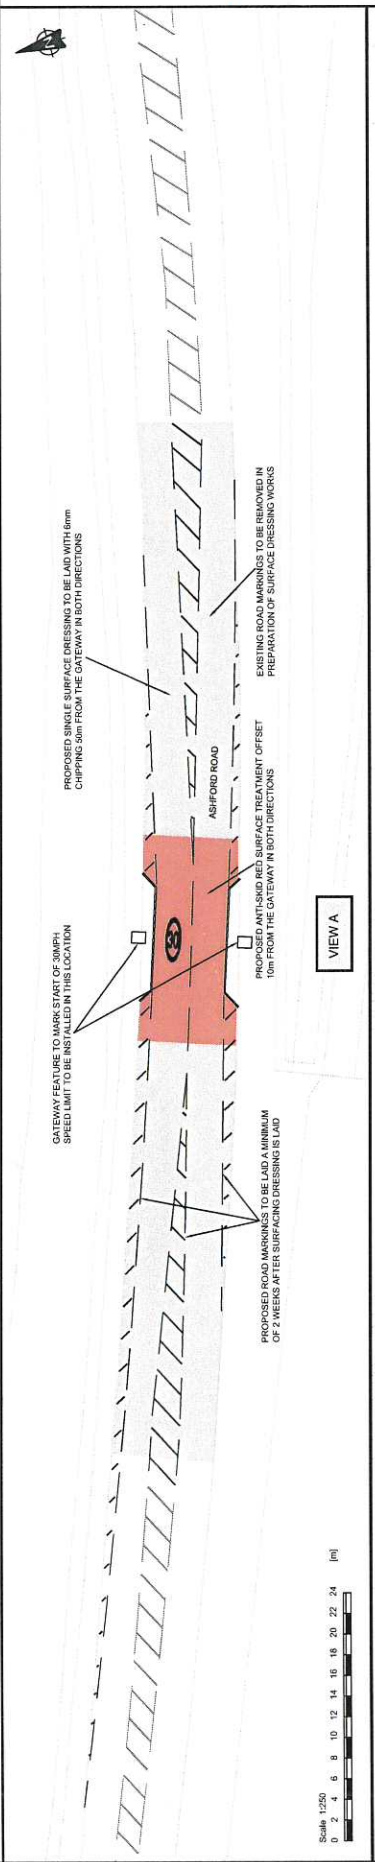 GATEWAY FEATURE TO MARK START OF 30MPH
SPEED LIMIT TO BE INSTALLED IN THIS LOCATION
PROPOSED SINGLE SURFACE DRESSING TO BE LAID WITH 6mm
CHIPPING 50m FROM THE GATEWAY IN BOTH DIRECTIONS
30
ASHFORD ROAD
PROPOSED ROAD MARKINGS TO BE LAID A MINIMUM
OF 2 WEEKS AFTER SURFACING DRESSING IS LAID
PROPOSED ANTI-SKID RED SURFACE TREATMENT OFFSET
10m FROM THE GATEWAY IN BOTH DIRECTIONS
EXISTING ROAD MARKINGS TO BE REMOVED IN
PREPARATION OF SURFACE DRESSING WORKS
VIEW A
Scale 1:250
0 2 4 6 8 10 12 14 16 18 20 22 24 [m]
N